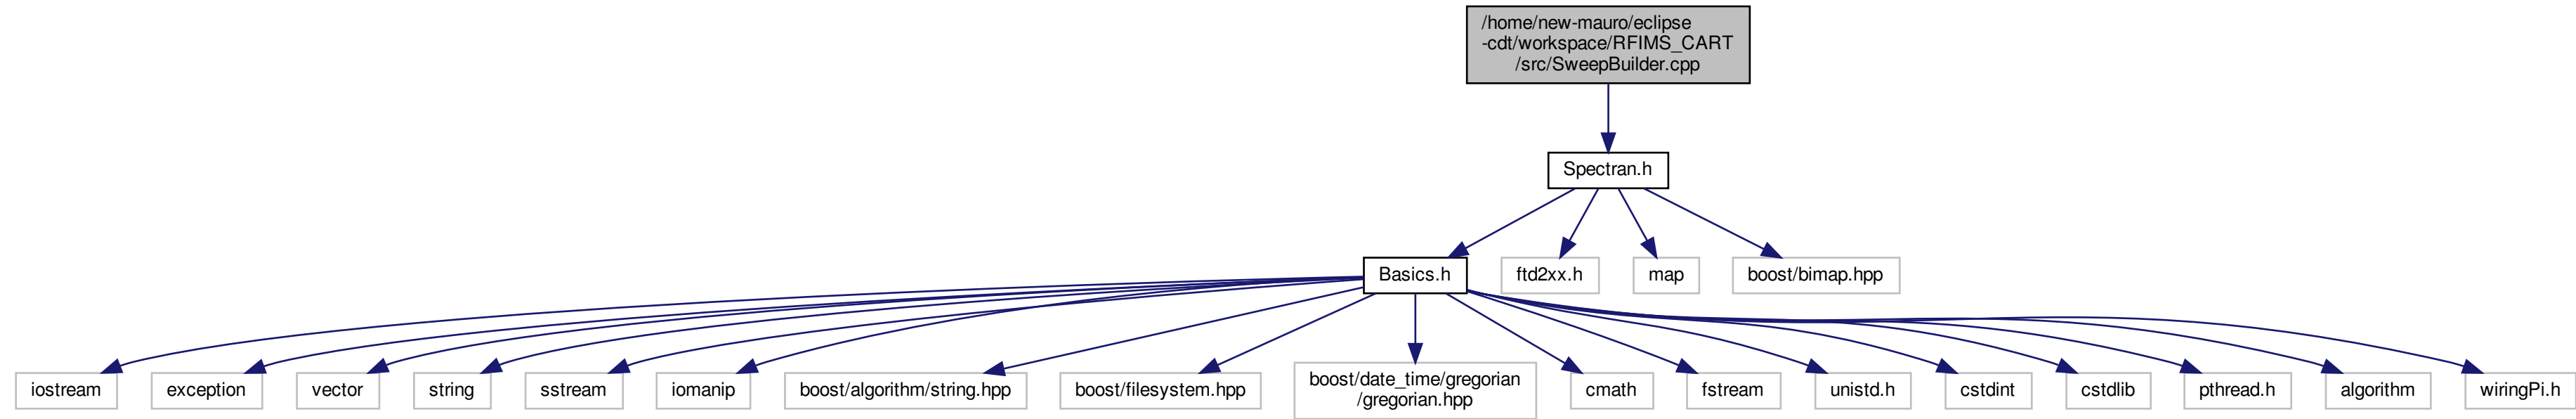 /home/new-mauro/eclipse
-cdt/workspace/RFIMS_CART
/src/SweepBuilder.cpp
Spectran.h
Basics.h
ftd2xx.h
map
boost/bimap.hpp
iostream
exception
vector
string
sstream
iomanip
boost/algorithm/string.hpp
boost/filesystem.hpp
boost/date_time/gregorian
/gregorian.hpp
cmath
fstream
unistd.h
cstdint
cstdlib
pthread.h
algorithm
wiringPi.h